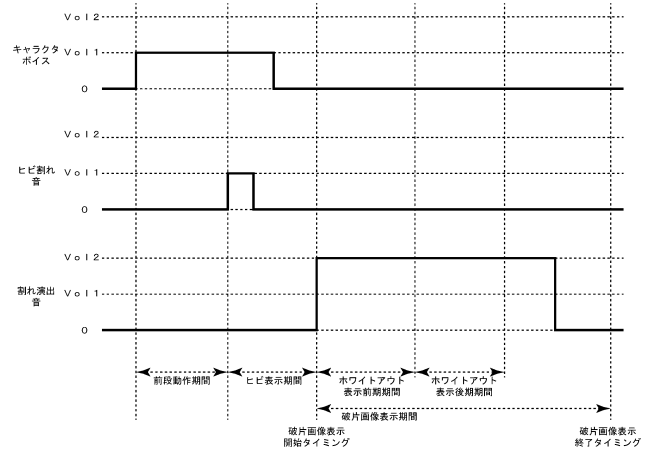 Vol2
キャラクタ
ボイス
Vol1
0
Vol2
ヒビ割れ
音
Vol1
0
Vol2
割れ演出
音
Vol1
0
前段動作期間
ヒビ表示期間
ホワイトアウト
表示前期期間
ホワイトアウト
表示後期期間
破片画像表示期間
破片画像表示
開始タイミング
破片画像表示
終了タイミング